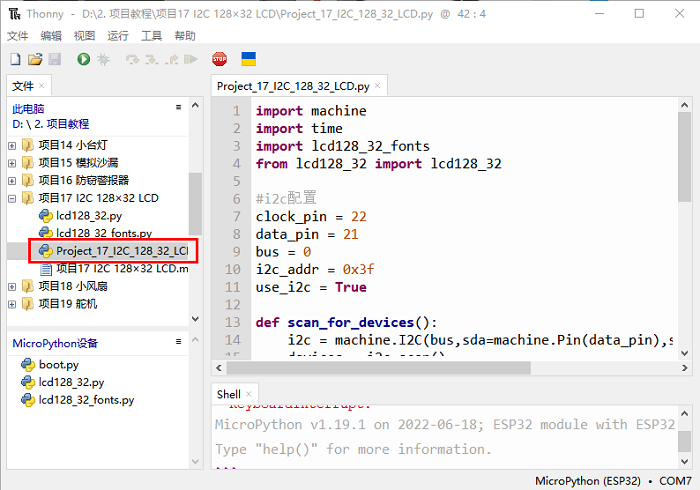 Thonny - D:\2. 项目教程\项目17 I2C 128×32 LCD\Project_17_I2C_128_32_LCD.py @ 42 : 4
文件 编辑 视图 运行 工具 帮助
STOP
文件
此电脑
D: \ 2. 项目教程
项目14 小台灯
项目15 模拟沙漏
项目16 防窃警报器
项目17 I2C 128×32 LCD
lcd128_32.py
lcd128_32_fonts.py
Project_17_I2C_128_32_LCI
项目17 I2C 128×32 LCD.m
项目18 小风扇
项目19 舵机
MicroPython设备
boot.py
lcd128_32.py
lcd128_32_fonts.py
Project_17_I2C_128_32_LCD.py
1 import machine
2 import time
3 import lcd128_32_fonts
4 from lcd128_32 import lcd128_32
5
6 #i2c配置
7 clock_pin = 22
8 data_pin = 21
9 bus = 0
10 i2c_addr = 0x3f
11 use_i2c = True
12
13 def scan_for_devices():
14 i2c = machine.I2C(bus,sda=machine.Pin(data_pin),s
15 devices = i2c.scan()
Shell
KeyboardInterrupt:
MicroPython v1.19.1 on 2022-06-18; ESP32 module with ESP32
Type "help()" for more information.
>>>
MicroPython (ESP32) • COM7